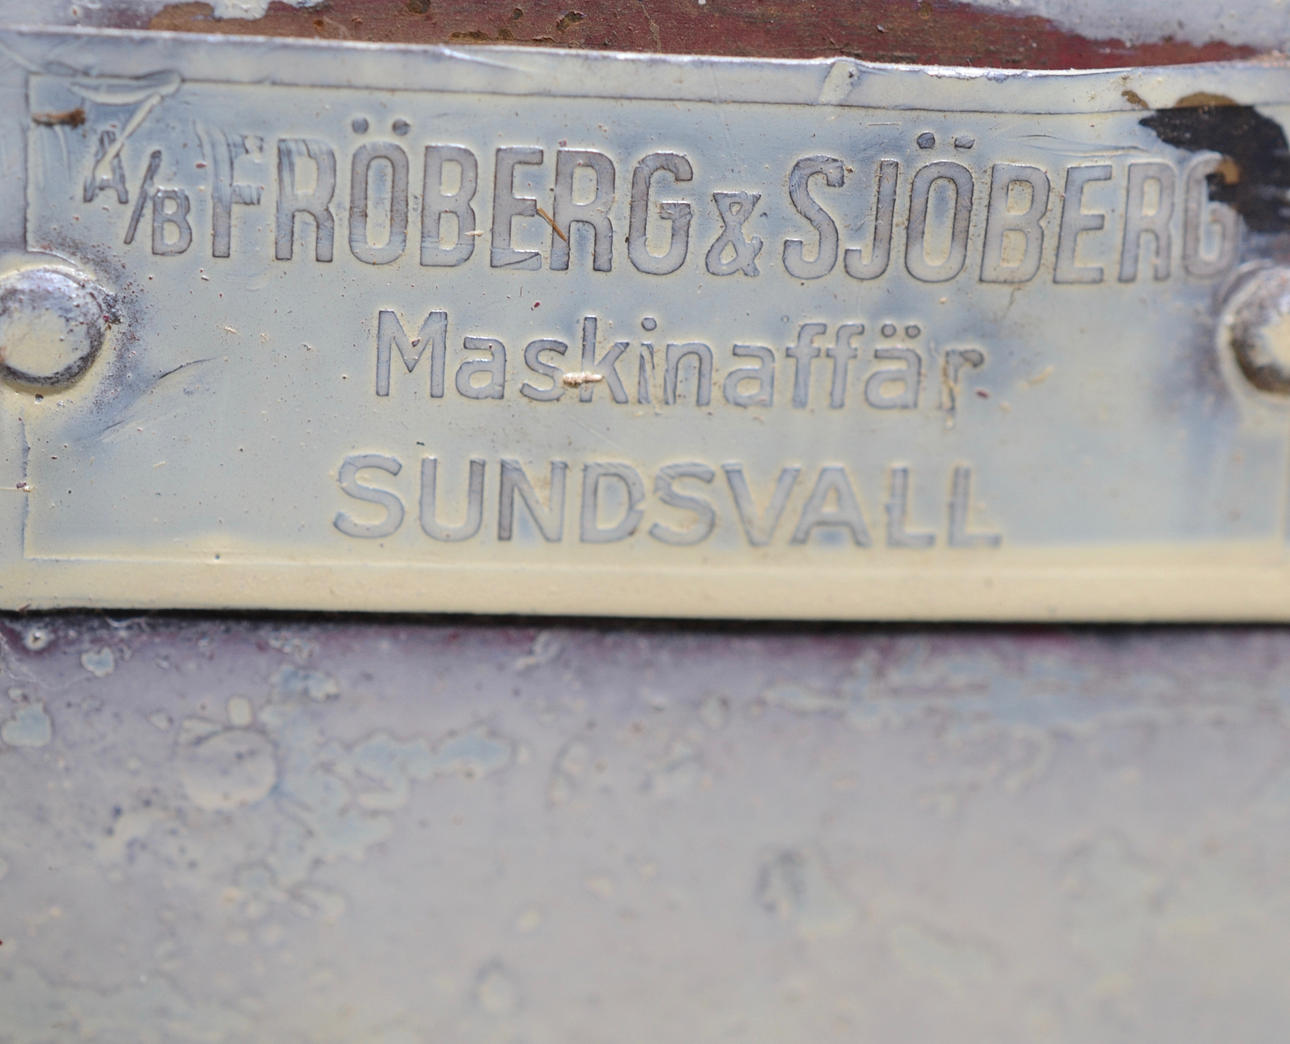 A/B FRÖBERG & SJÖBERG
Maskinaffär
SUNDSVALL